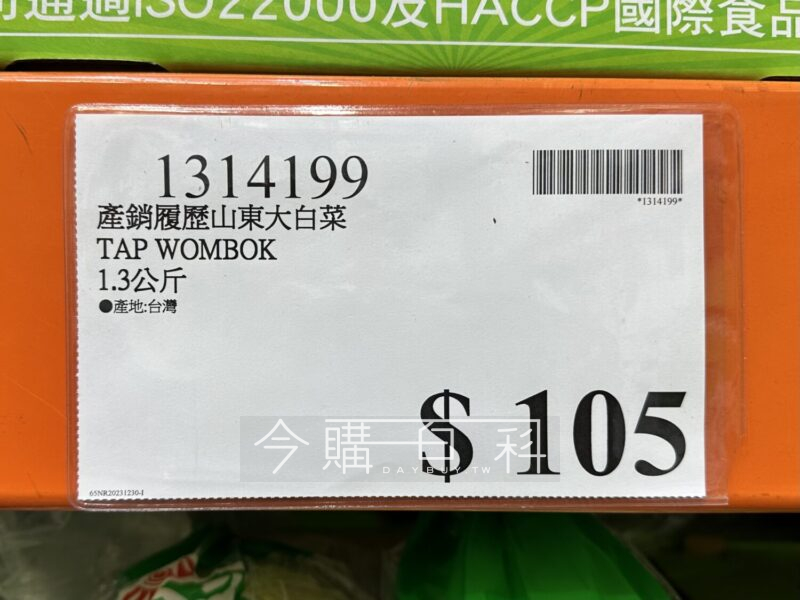 可通過ISO22000及HACCP國際食品
1314199
*1314199*
產銷履歷山東大白菜
TAP WOMBOK
1.3公斤
●產地:台灣
$ 105
今購百科
DAYBUY.TW
65NR20231230-1